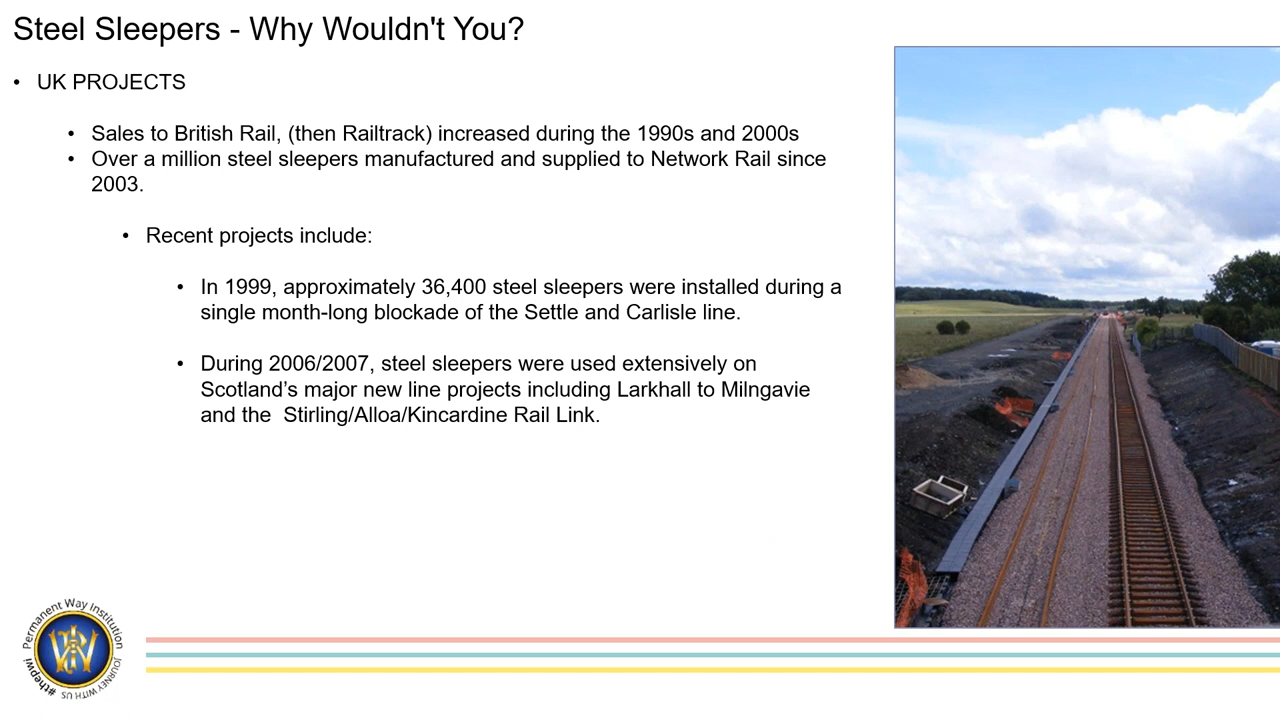 Steel Sleepers - Why Wouldn't You?
• UK PROJECTS
• Sales to British Rail, (then Railtrack) increased during the 1990s and 2000s
• Over a million steel sleepers manufactured and supplied to Network Rail since
2003.
• Recent projects include:
• In 1999, approximately 36,400 steel sleepers were installed during a
single month-long blockade of the Settle and Carlisle line.
• During 2006/2007, steel sleepers were used extensively on
Scotland’s major new line projects including Larkhall to Milngavie
and the  Stirling/Alloa/Kincardine Rail Link.
Permanent Way Institution
JOURNEY WITH US
#thepwi
PWI